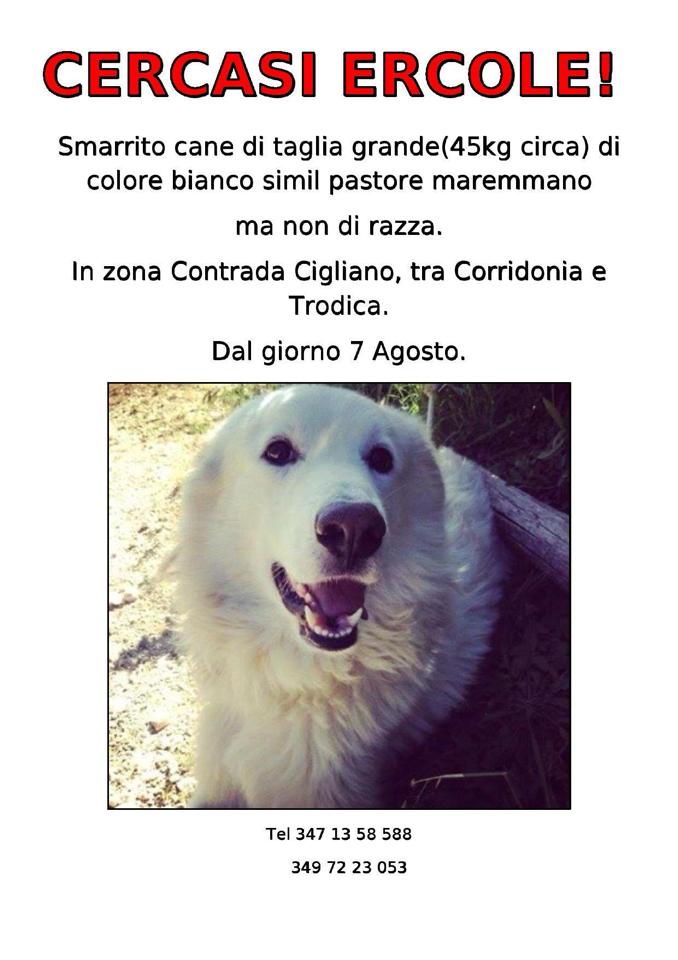 CERCASI ERCOLE!
Smarrito cane di taglia grande(45kg circa) di
colore bianco simil pastore maremmano
ma non di razza.
In zona Contrada Cigliano, tra Corridonia e
Trodica.
Dal giorno 7 Agosto.
Tel 347 13 58 588
349 72 23 053